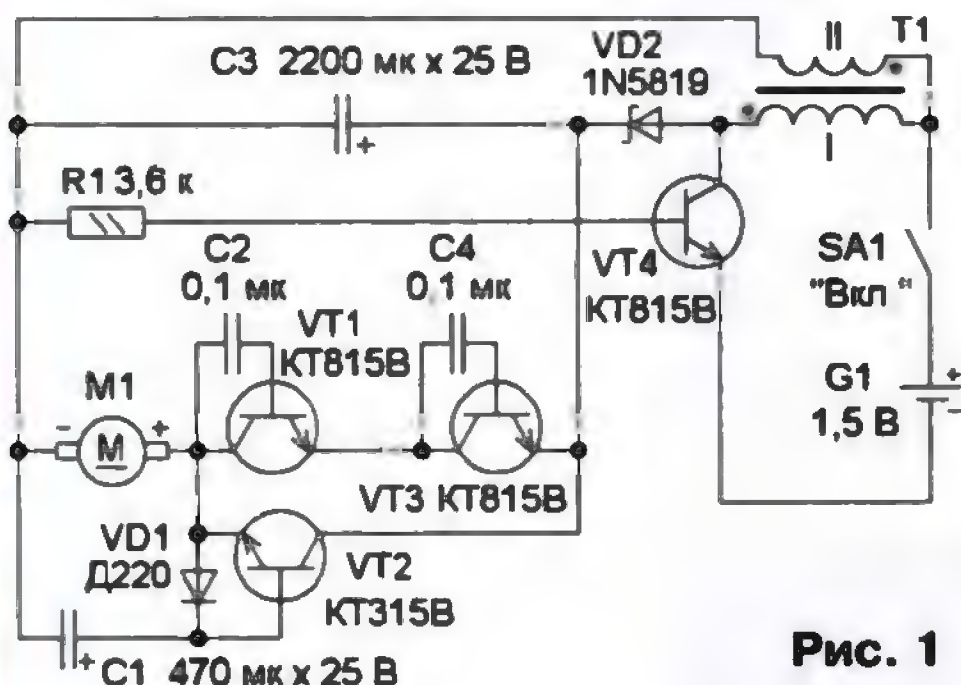 II T1
VD2
1N5819
C3 2200 мк x 25 В
I
R1 3,6 к
C2
0,1 мк
C4
0,1 мк
VT4
КТ815В
SA1
"Вкл "
VT1
КТ815В
M1
G1
1,5 В
+
-
- M +
VT3 КТ815В
VD1
Д220
VT2
КТ315В
+
C1 470 мк x 25 В
+
Рис. 1